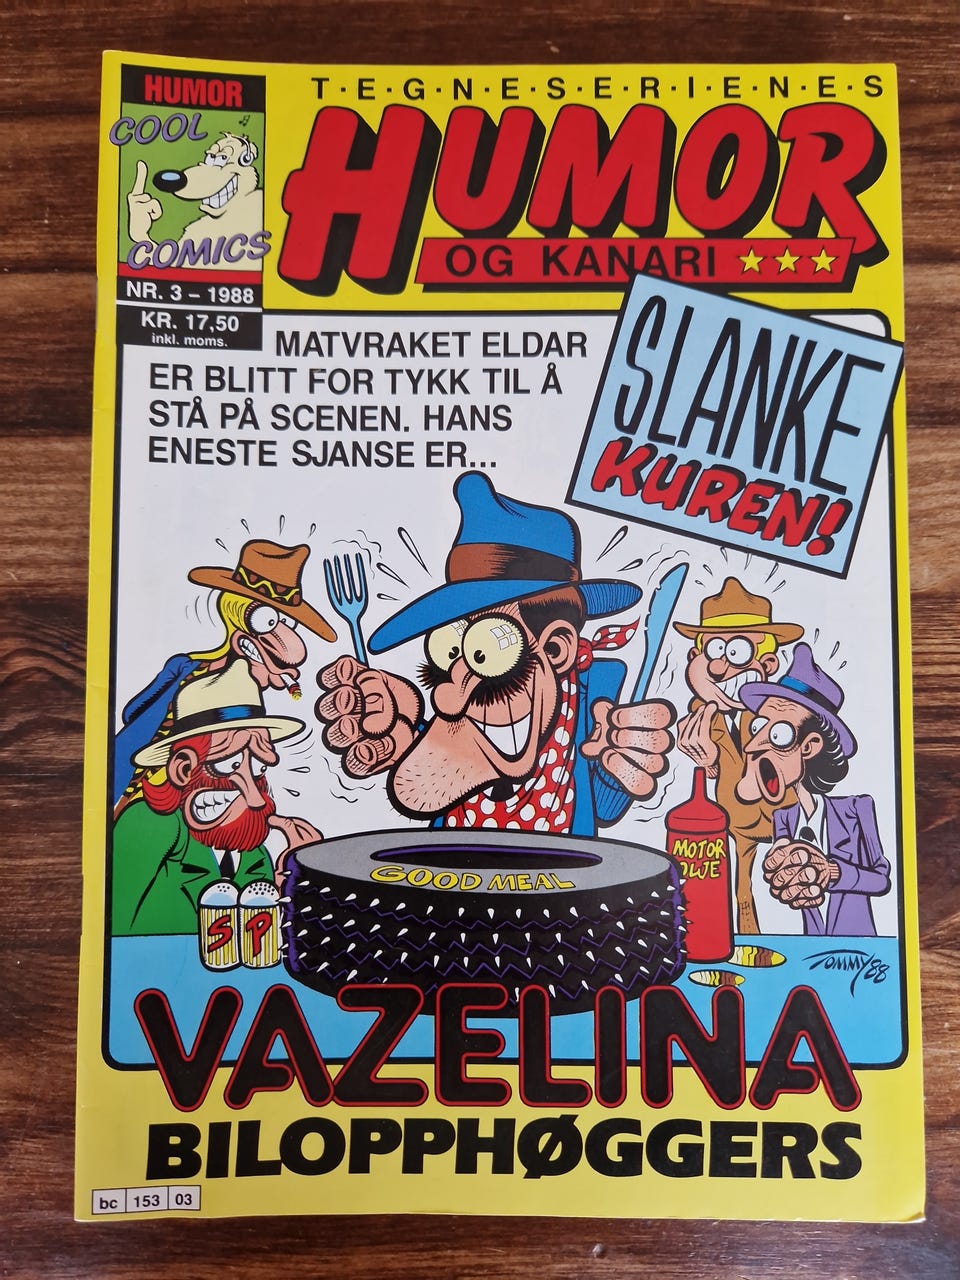 HUMOR
COOL
COMICS
NR. 3 – 1988
KR. 17,50
inkl. moms.
T·E·G·N·E·S·E·R·I·E·N·E·S
HUMOR
OG KANARI
SLANKE
KUREN!
MATVRAKET ELDAR
ER BLITT FOR TYKK TIL Å
STÅ PÅ SCENEN. HANS
ENESTE SJANSE ER...
MOTOR
OLJE
GOOD MEAL
S P
TOMMY 88
VAZELINA
BILOPPHØGGERS
bc 153 03